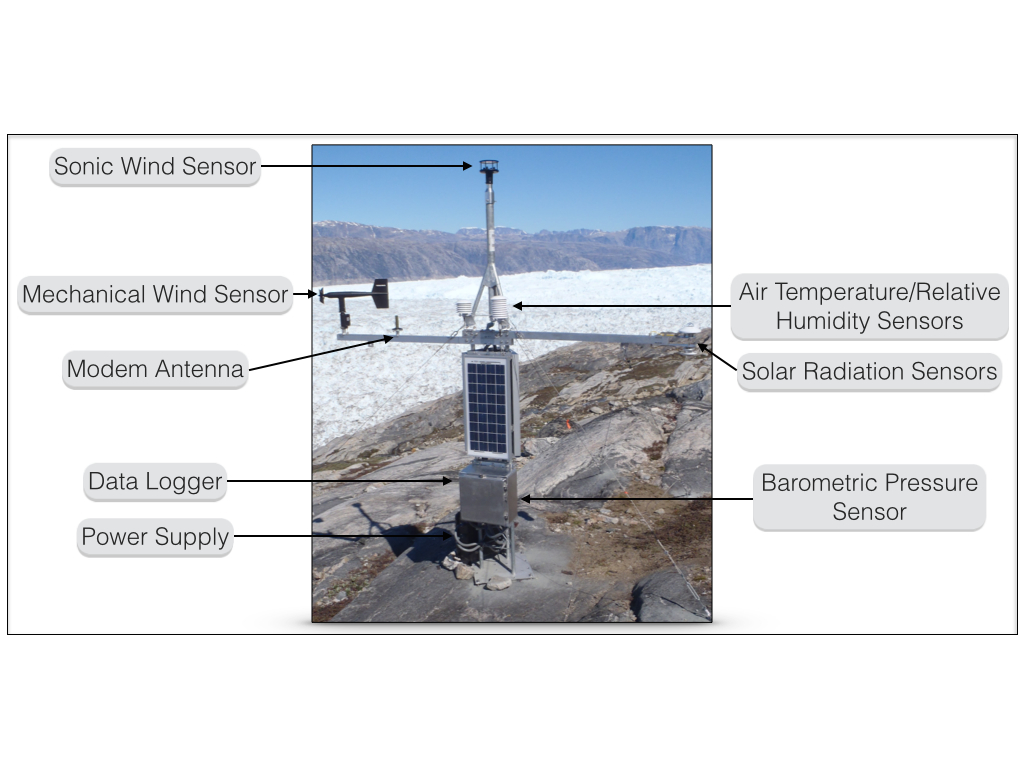 Sonic Wind Sensor
Mechanical Wind Sensor
Modem Antenna
Data Logger
Power Supply
Air Temperature/Relative
Humidity Sensors
Solar Radiation Sensors
Barometric Pressure
Sensor